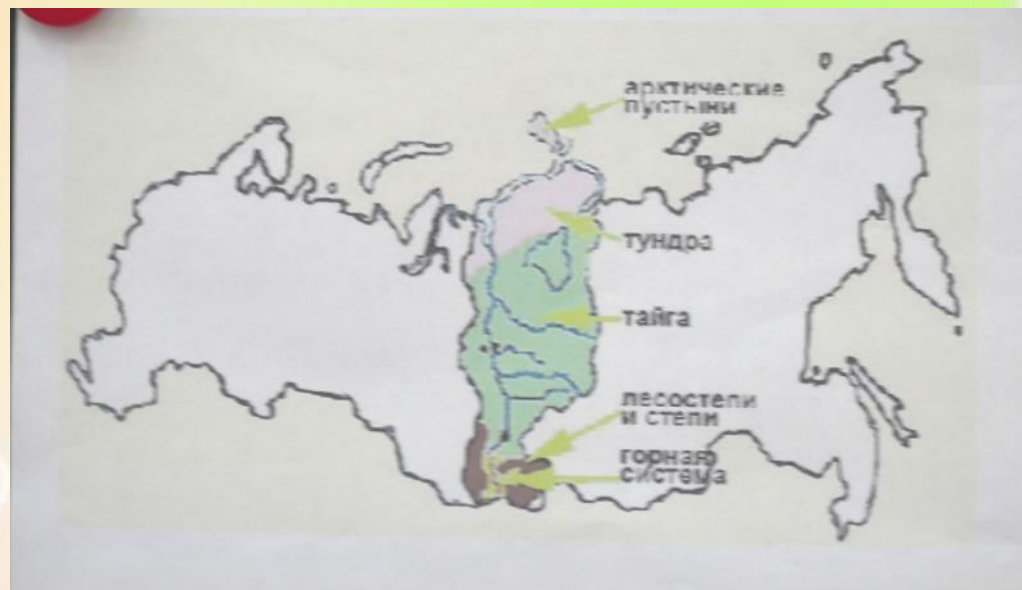 арктические
пустыни
тундра
тайга
лесостепи
и степи
горная
система